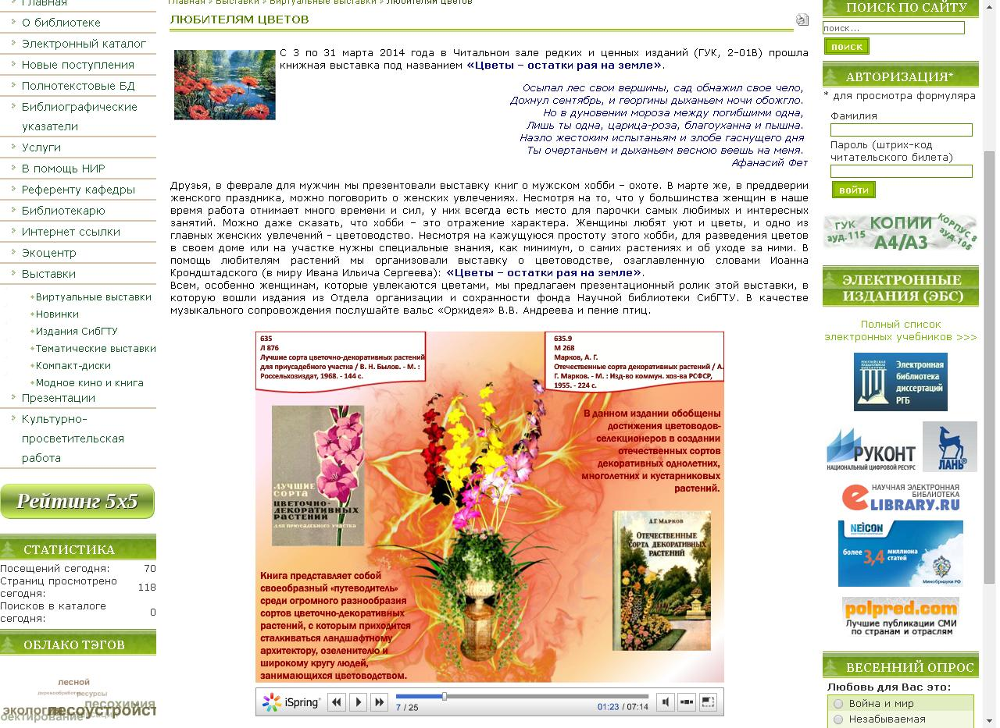 Главная
О библиотеке
Электронный каталог
Новые поступления
Полнотекстовые БД
Библиографические
указатели
Услуги
В помощь НИР
Референту кафедры
Библиотекарю
Интернет ссылки
Экоцентр
Выставки
Виртуальные выставки
Новинки
Издания СибГТУ
Тематические выставки
Компакт-диски
Модное кино и книга
Презентации
Культурно-
просветительская
работа
Рейтинг 5x5
СТАТИСТИКА
Посещений сегодня: 70
Страниц просмотрено
сегодня: 118
Поисков в каталоге
сегодня: 0
ОБЛАКО ТЭГОВ
лесной
деревообработка
ресурсы
лесохимия
экология
лесоустройст
Главная › Выставки › Виртуальные выставки › Любителям цветов
ЛЮБИТЕЛЯМ ЦВЕТОВ
С 3 по 31 марта 2014 года в Читальном зале редких и ценных изданий (ГУК, 2-01В) прошла
книжная выставка под названием «Цветы – остатки рая на земле».
Осыпал лес свои вершины, сад обнажил свое чело,
Дохнул сентябрь, и георгины дыханьем ночи обожгло.
Но в дуновении мороза между погибшими одна,
Лишь ты одна, царица-роза, благоуханна и пышна.
Назло жестоким испытаньям и злобе гаснущего дня
Ты очертаньем и дыханьем весною веешь на меня.
Афанасий Фет
Друзья, в феврале для мужчин мы презентовали выставку книг о мужском хобби – охоте. В марте же, в преддверии
женского праздника, можно поговорить о женских увлечениях. Несмотря на то, что у большинства женщин в наше
время работа отнимает много времени и сил, у них всегда есть место для парочки самых любимых и интересных
занятий. Можно даже сказать, что хобби – это отражение характера. Женщины любят уют и цветы, и одно из
главных женских увлечений - цветоводство. Несмотря на кажущуюся простоту этого хобби, для разведения цветов
в своем доме или на участке нужны специальные знания, как минимум, о самих растениях и об уходе за ними. В
помощь любителям растений мы организовали выставку о цветоводстве, озаглавленную словами Иоанна
Крондштадского (в миру Ивана Ильича Сергеева): «Цветы – остатки рая на земле».
Всем, особенно женщинам, которые увлекаются цветами, мы предлагаем презентационный ролик этой выставки, в
которую вошли издания из Отдела организации и сохранности фонда Научной библиотеки СибГТУ. В качестве
музыкального сопровождения послушайте вальс «Орхидея» В.В. Андреева и пение птиц.
635
Л 876
Лучшие сорта цветочно-декоративных растений
для приусадебного участка / В. Н. Былов. - М. :
Россельхозиздат, 1968. - 144 с.
635.9
М 268
Марков, А. Г.
Отечественные сорта декоративных растений / А.
Г. Марков. - М. : Изд-во коммун. хоз-ва РСФСР,
1955. - 224 с.
ЛУЧШИЕ
СОРТА
ЦВЕТОЧНО-
ДЕКОРАТИВНЫХ
РАСТЕНИЙ
ДЛЯ ПРИУСАДЕБНОГО УЧАСТКА
В данном издании обобщены
достижения цветоводов-
селекционеров в создании
отечественных сортов
декоративных однолетних,
многолетних и кустарниковых
растений.
А.Г. МАРКОВ
ОТЕЧЕСТВЕННЫЕ
СОРТА ДЕКОРАТИВНЫХ
РАСТЕНИЙ
Книга представляет собой
своеобразный «путеводитель»
среди огромного разнообразия
сортов цветочно-декоративных
растений, с которым приходится
сталкиваться ландшафтному
архитектору, озеленителю и
широкому кругу людей,
занимающихся цветоводством.
iSpring
7 / 25
01:23 / 07:14
ПОИСК ПО САЙТУ
поиск...
поиск
АВТОРИЗАЦИЯ*
* для просмотра формуляра
Фамилия
Пароль (штрих-код
читательского билета)
войти
ГУК
ауд.115
КОПИИ
А4/А3
КОРПУС 8
ауд.105
ЭЛЕКТРОННЫЕ
ИЗДАНИЯ (ЭБС)
Полный список
электронных учебников >>>
РОССИЙСКАЯ
ГОСУДАРСТВЕННАЯ
БИБЛИОТЕКА
Электронная
библиотека
диссертаций
РГБ
РУКОНТ
НАЦИОНАЛЬНЫЙ ЦИФРОВОЙ РЕСУРС
ЛАНЬ®
НАУЧНАЯ ЭЛЕКТРОННАЯ
БИБЛИОТЕКА
eLIBRARY.RU
NEICON
более 3,4 миллиона
статей
Минобрнауки РФ
polpred.com
Лучшие публикации СМИ
по странам и отраслям
ВЕСЕННИЙ ОПРОС
Любовь для Вас это:
Война и мир
Незабываемая